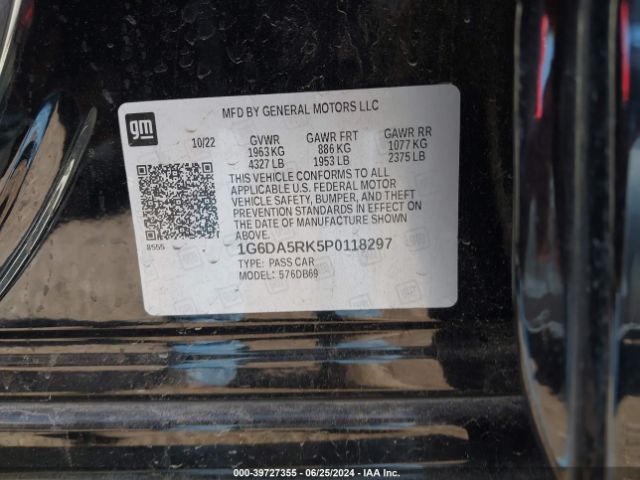 MFD BY GENERAL MOTORS LLC
gm
10/22 GVWR GAWR FRT GAWR RR
1963 KG 886 KG 1077 KG
4327 LB 1953 LB 2375 LB
THIS VEHICLE CONFORMS TO ALL
APPLICABLE U.S. FEDERAL MOTOR
VEHICLE SAFETY, BUMPER, AND THEFT
PREVENTION STANDARDS IN EFFECT ON
THE DATE OF MANUFACTURE SHOWN
ABOVE.
8555
1G6DA5RK5P0118297
TYPE: PASS CAR
MODEL: 576DB69
000-39727355 - 06/25/2024 - IAA Inc.